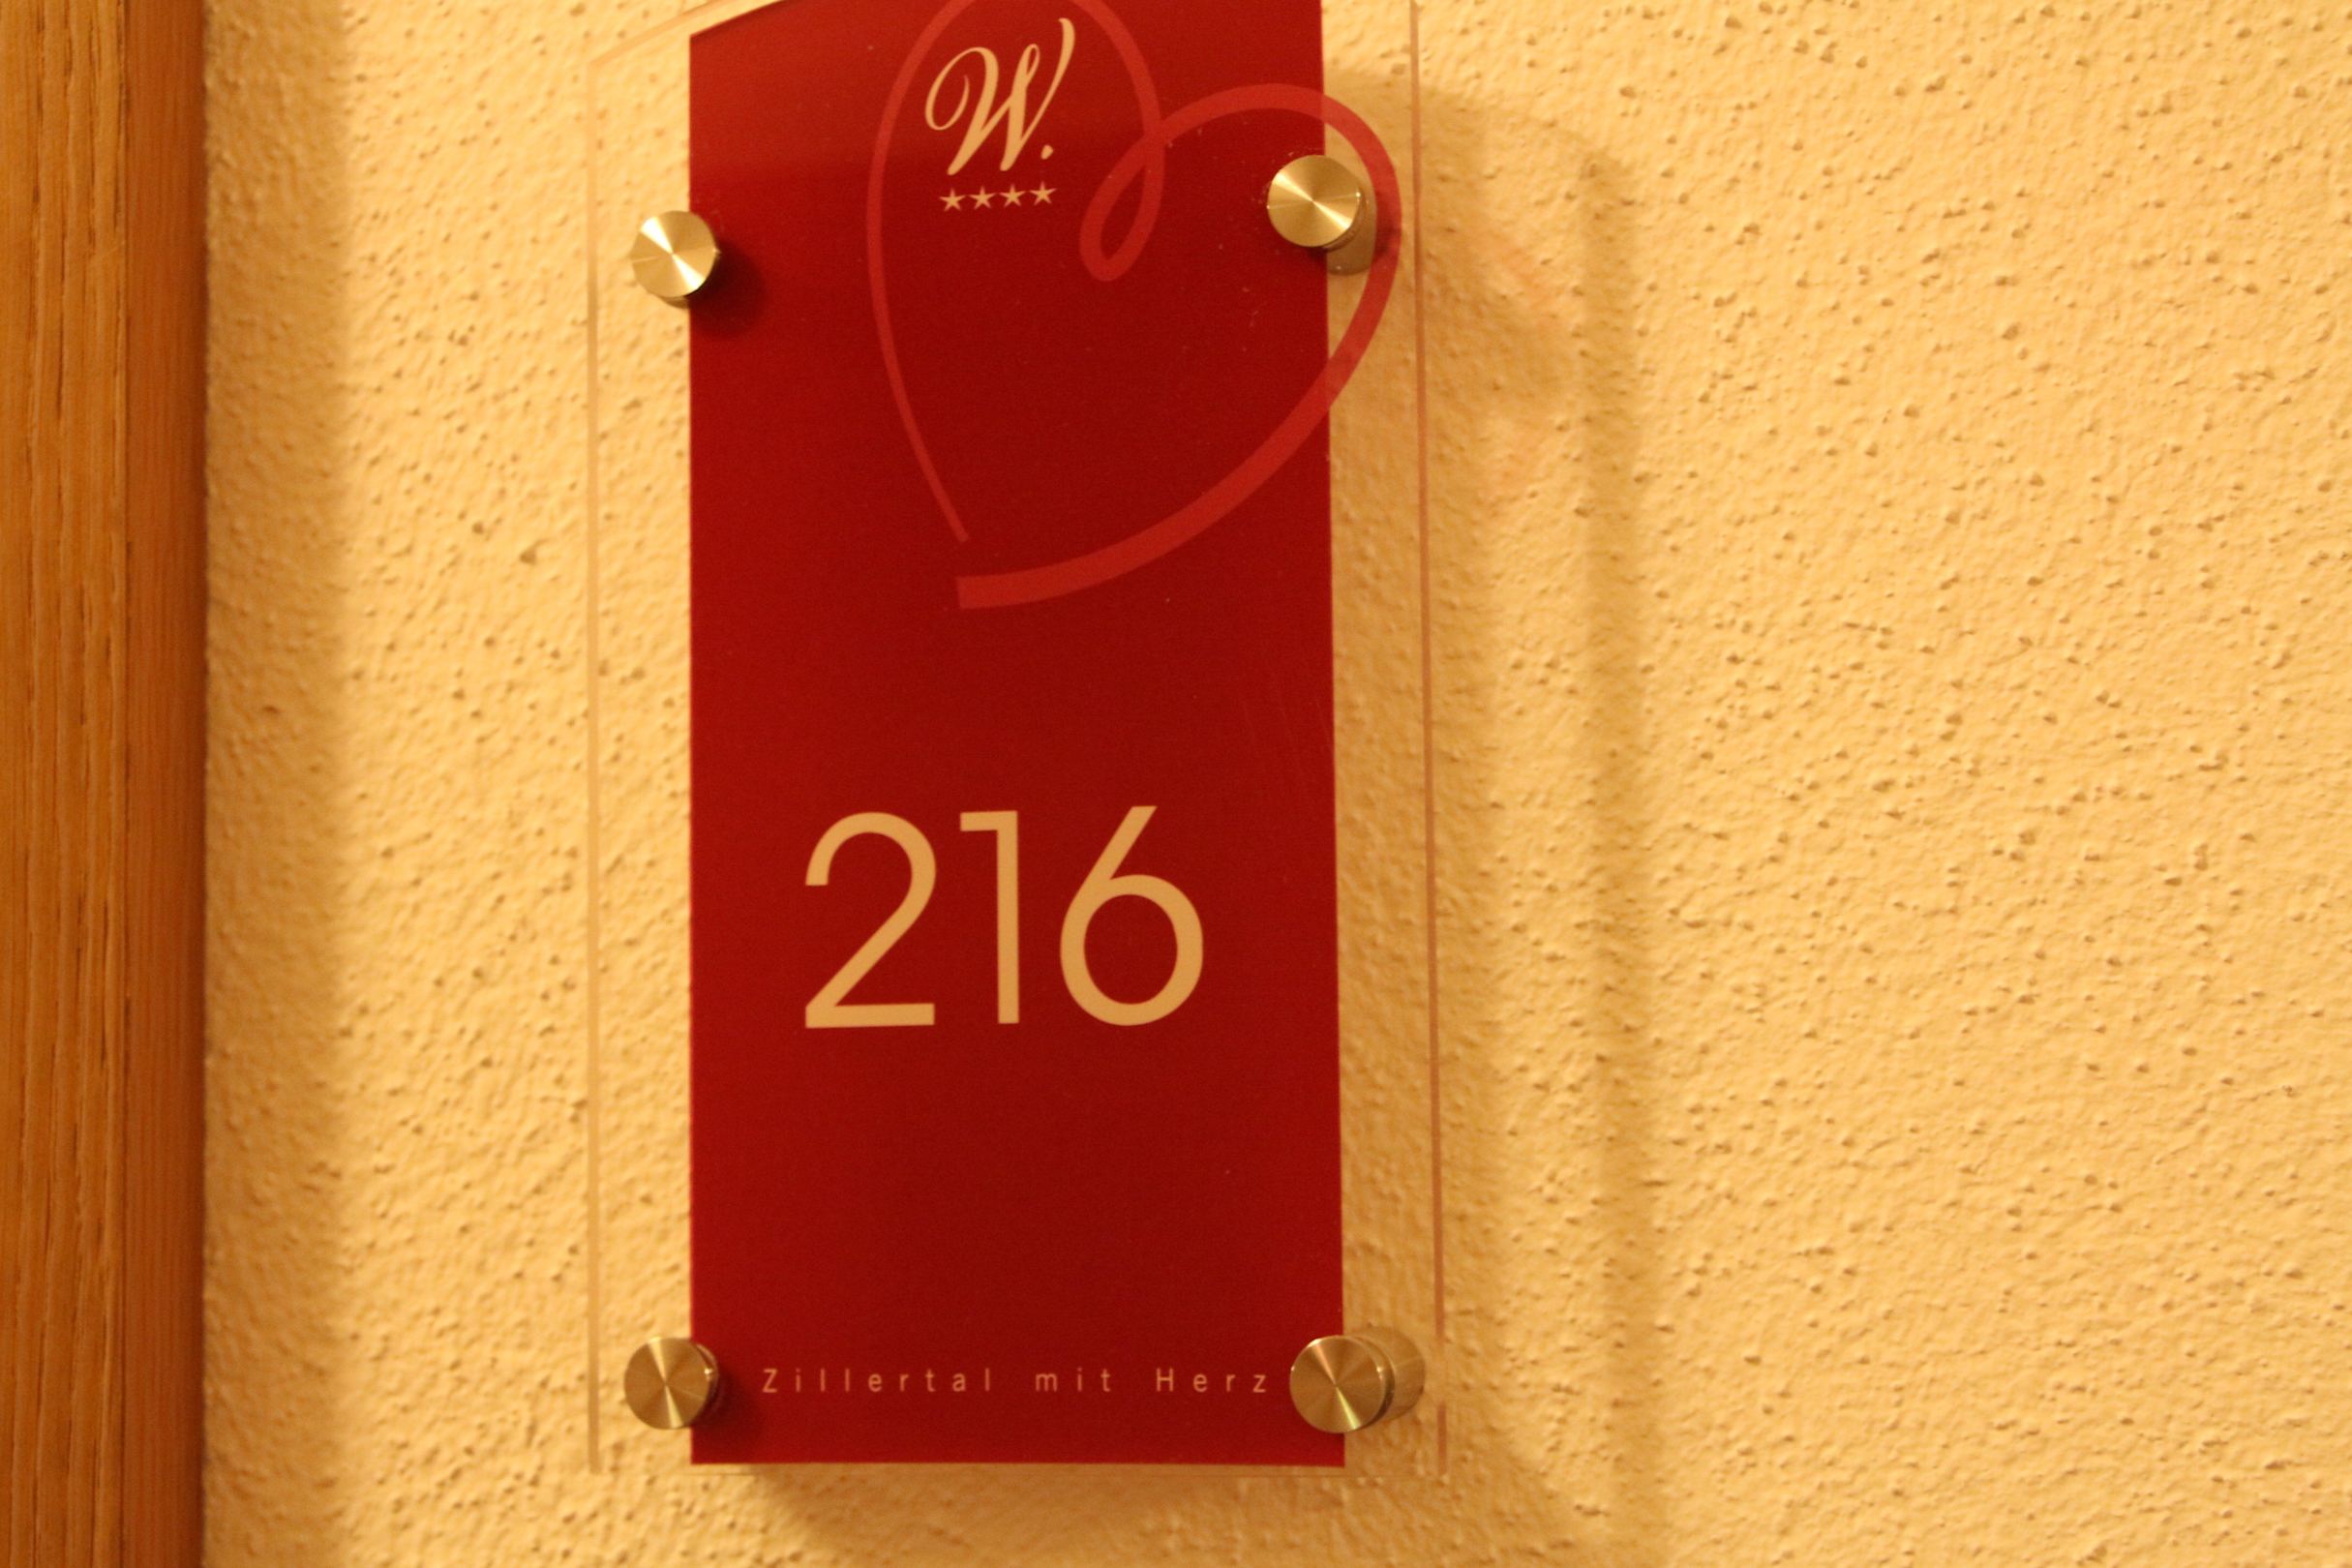 W.
★★★★
216
Zillertal mit Herz